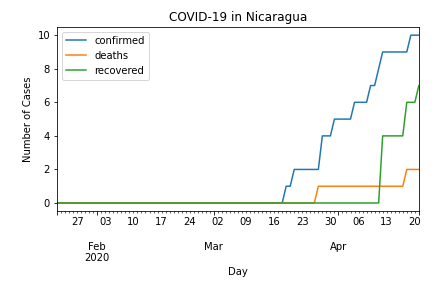 COVID-19 in Nicaragua
confirmed
deaths
recovered
Number of Cases
10
8
6
4
2
0
27 03 10 17 24 02 09 16 23 30 06 13 20
Feb Mar Apr
2020
Day